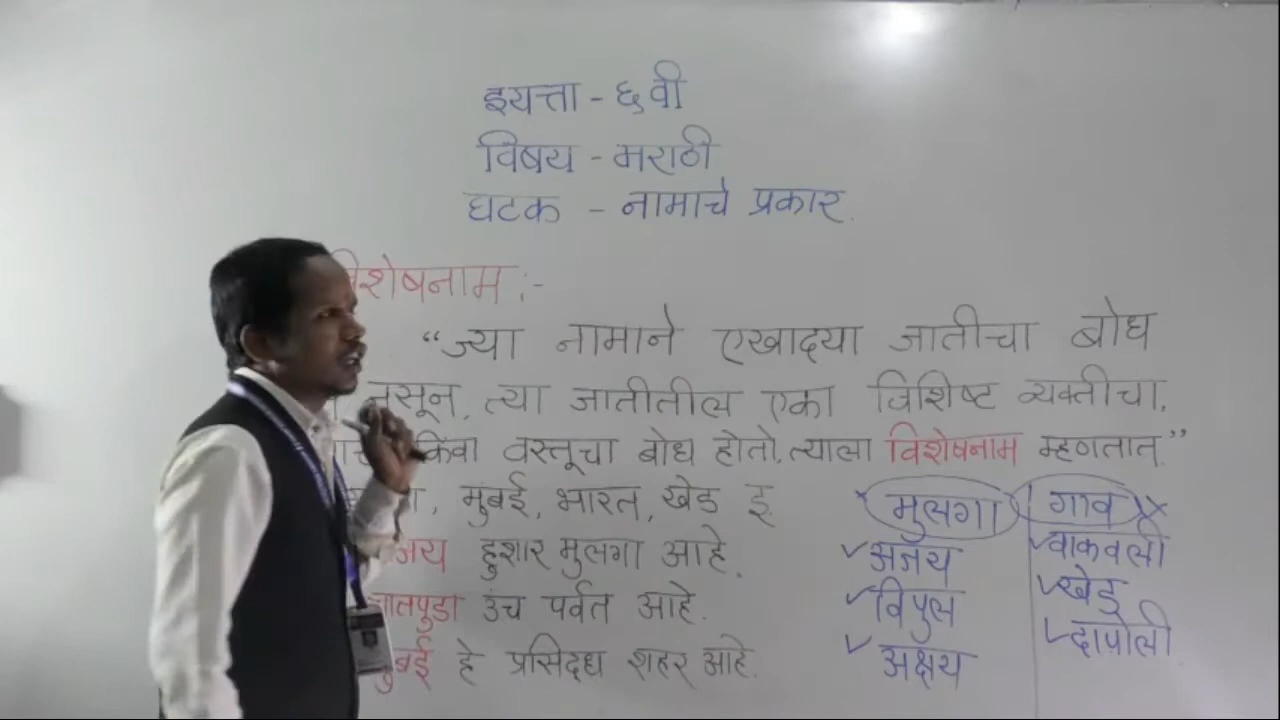 इयत्ता - ६ वी
विषय - मराठी
घटक - नामाचे प्रकार.
विशेषनाम :-
“ज्या नामाने एखादया जातीचा बोध
नसून, त्या जातीतील एका विशिष्ट व्यक्तीचा,
किंवा वस्तूचा बोध होतो. त्याला विशेषनाम म्हणतात.”
मुंबई, भारत, खेड इ.
हुशार मुलगा आहे.
उंच पर्वत आहे.
हे प्रसिद्ध शहर आहे.
मुलगा गाव
अजय वाकवली
विपुल खेड
अक्षय दापोली